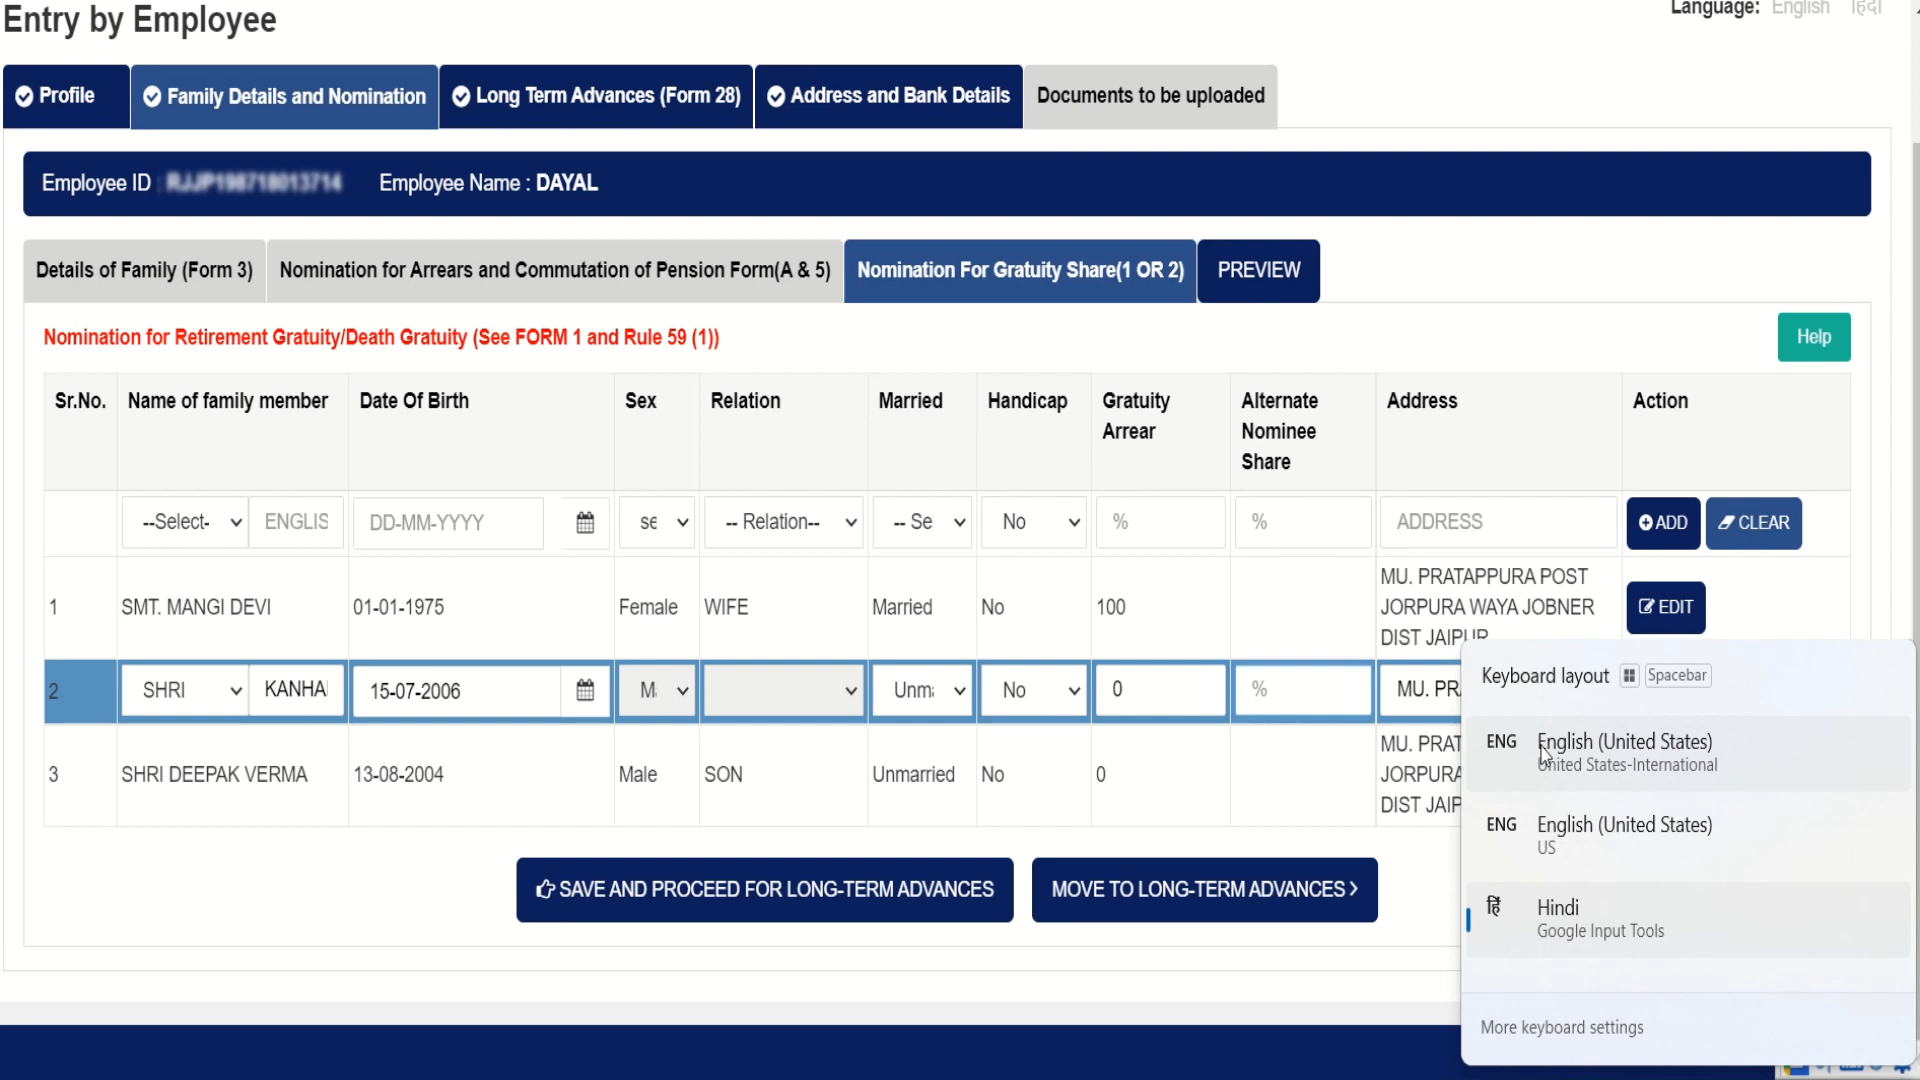 Entry by Employee
Language: English हिंदी
Profile
Family Details and Nomination
Long Term Advances (Form 28)
Address and Bank Details
Documents to be uploaded
Employee ID :
Employee Name : DAYAL
Details of Family (Form 3)
Nomination for Arrears and Commutation of Pension Form(A & 5)
Nomination For Gratuity Share(1 OR 2)
PREVIEW
Nomination for Retirement Gratuity/Death Gratuity (See FORM 1 and Rule 59 (1))
Help
Sr.No.
Name of family member
Date Of Birth
Sex
Relation
Married
Handicap
Gratuity
Arrear
Alternate
Nominee
Share
Address
Action
--Select-
ENGLIS
DD-MM-YYYY
se
-- Relation--
-- Se
No
%
%
ADDRESS
ADD
CLEAR
1
SMT. MANGI DEVI
01-01-1975
Female
WIFE
Married
No
100
MU. PRATAPPURA POST
JORPURA WAYA JOBNER
DIST JAIPUR
EDIT
2
SHRI
KANHA
15-07-2006
Ma
Unma
No
0
%
MU. PR
3
SHRI DEEPAK VERMA
13-08-2004
Male
SON
Unmarried
No
0
MU. PRAT
JORPURA
DIST JAIP
SAVE AND PROCEED FOR LONG-TERM ADVANCES
MOVE TO LONG-TERM ADVANCES
Keyboard layout Spacebar
ENG English (United States)
United States-International
ENG English (United States)
US
हिं Hindi
Google Input Tools
More keyboard settings